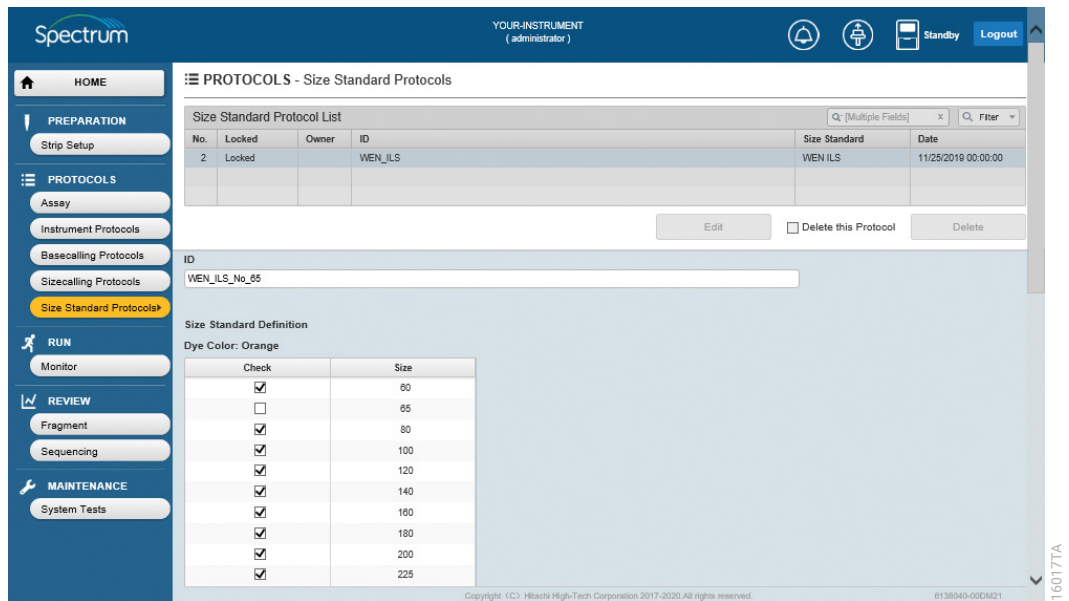 Spectrum
YOUR-INSTRUMENT
( administrator )
Standby
Logout
HOME
PREPARATION
Strip Setup
PROTOCOLS
Assay
Instrument Protocols
Basecalling Protocols
Sizecalling Protocols
Size Standard Protocols
RUN
Monitor
REVIEW
Fragment
Sequencing
MAINTENANCE
System Tests
PROTOCOLS - Size Standard Protocols
Size Standard Protocol List
[Multiple Fields] x Filter
No. Locked Owner ID Size Standard Date
2 Locked WEN_ILS WEN ILS 11/25/2019 00:00:00
Edit Delete this Protocol Delete
ID
WEN_ILS_No_65
Size Standard Definition
Dye Color: Orange
Check Size
60
65
80
100
120
140
160
180
200
225
Copyright (C) Hitachi High-Tech Corporation 2017-2020.All rights reserved.
6138040-00DM21
16017TA